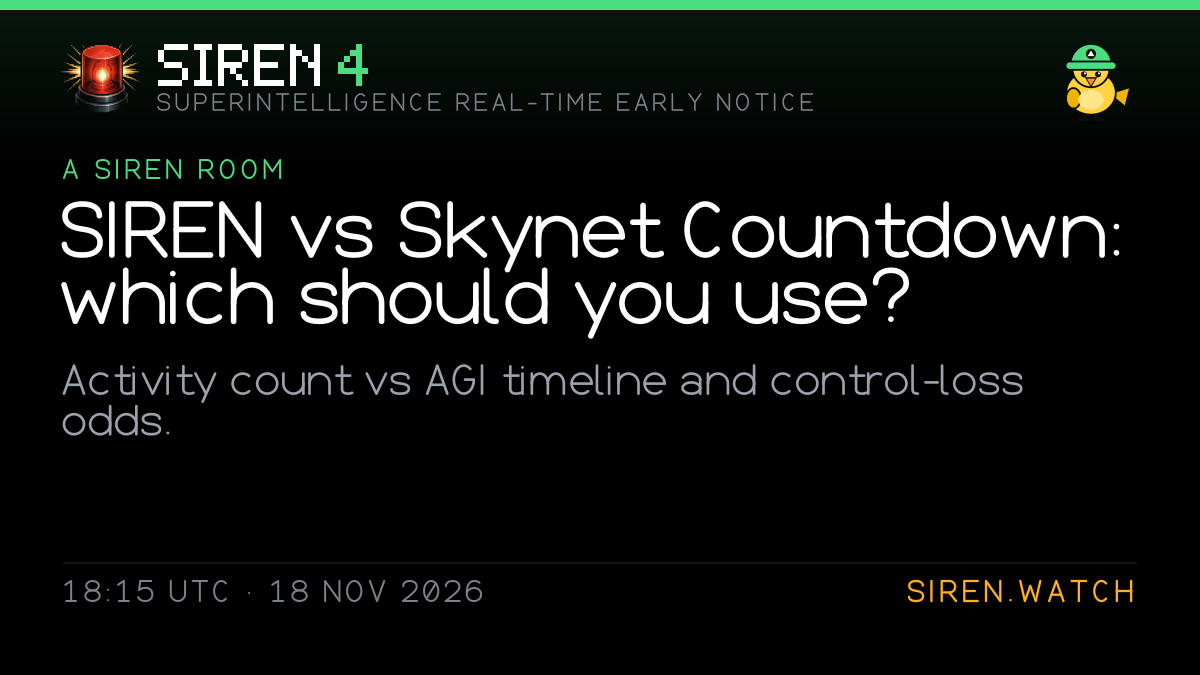 SIREN 4
SUPERINTELLIGENCE REAL-TIME EARLY NOTICE
A SIREN ROOM
SIREN vs Skynet Countdown:
which should you use?
Activity count vs AGI timeline and control-loss
odds.
18:15 UTC · 18 NOV 2026
SIREN.WATCH